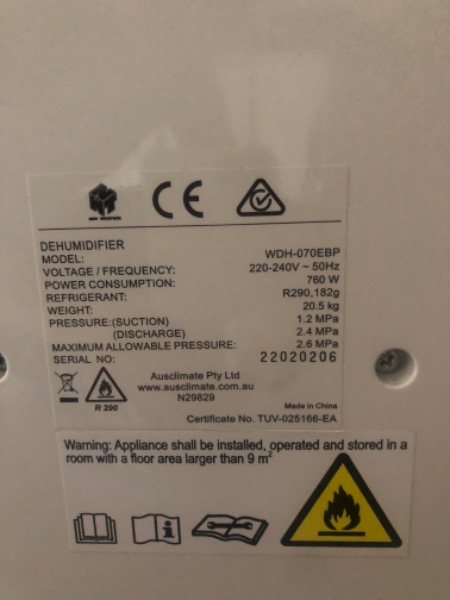 CE
DEHUMIDIFIER
MODEL: WDH-070EBP
VOLTAGE / FREQUENCY: 220-240V ~ 50Hz
POWER CONSUMPTION: 760 W
REFRIGERANT: R290,182g
WEIGHT: 20.5 kg
PRESSURE:(SUCTION) 1.2 MPa
(DISCHARGE) 2.4 MPa
MAXIMUM ALLOWABLE PRESSURE: 2.6 MPa
SERIAL NO: 22020206
Ausclimate Pty Ltd
www.ausclimate.com.au
N29829
R 290
Made in China
Certificate No. TUV-025166-EA
Warning: Appliance shall be installed, operated and stored in a
room with a floor area larger than 9 m²